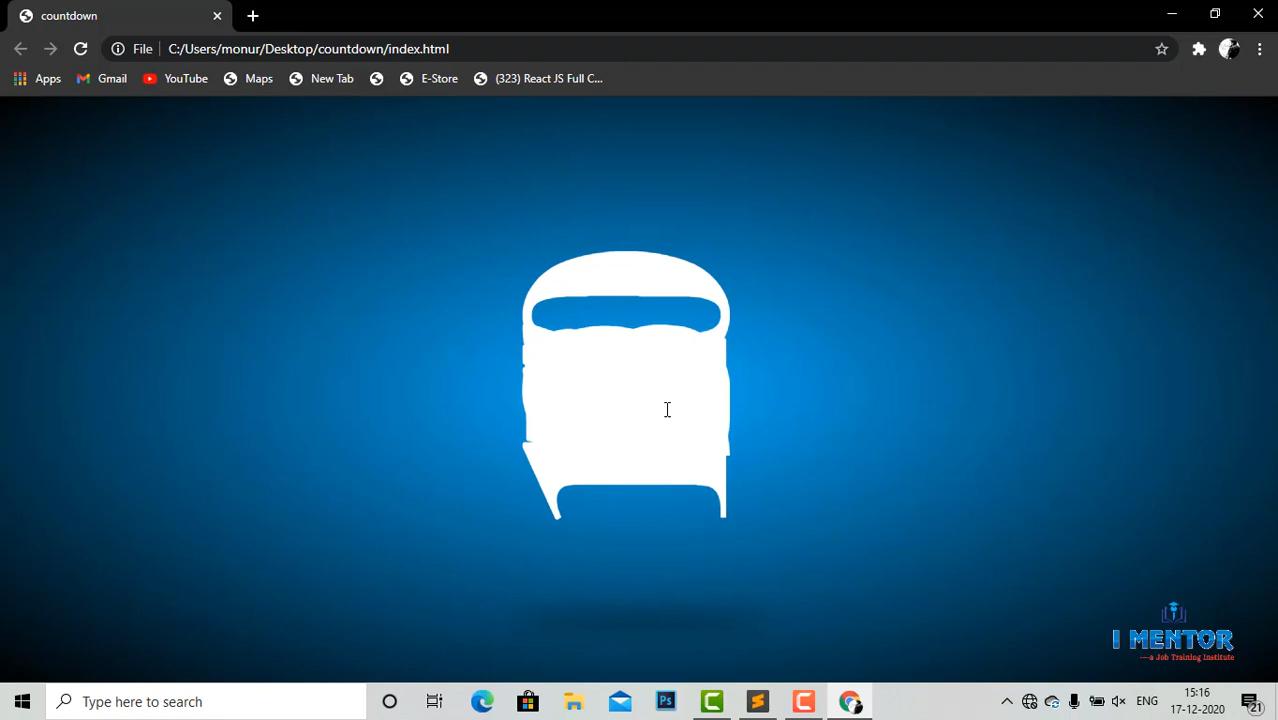 countdown
File C:/Users/monur/Desktop/countdown/index.html
Apps Gmail YouTube Maps New Tab E-Store (323) React JS Full C...
I MENTOR
---a Job Training Institute
Type here to search
Ps
ENG
15:16
17-12-2020
21